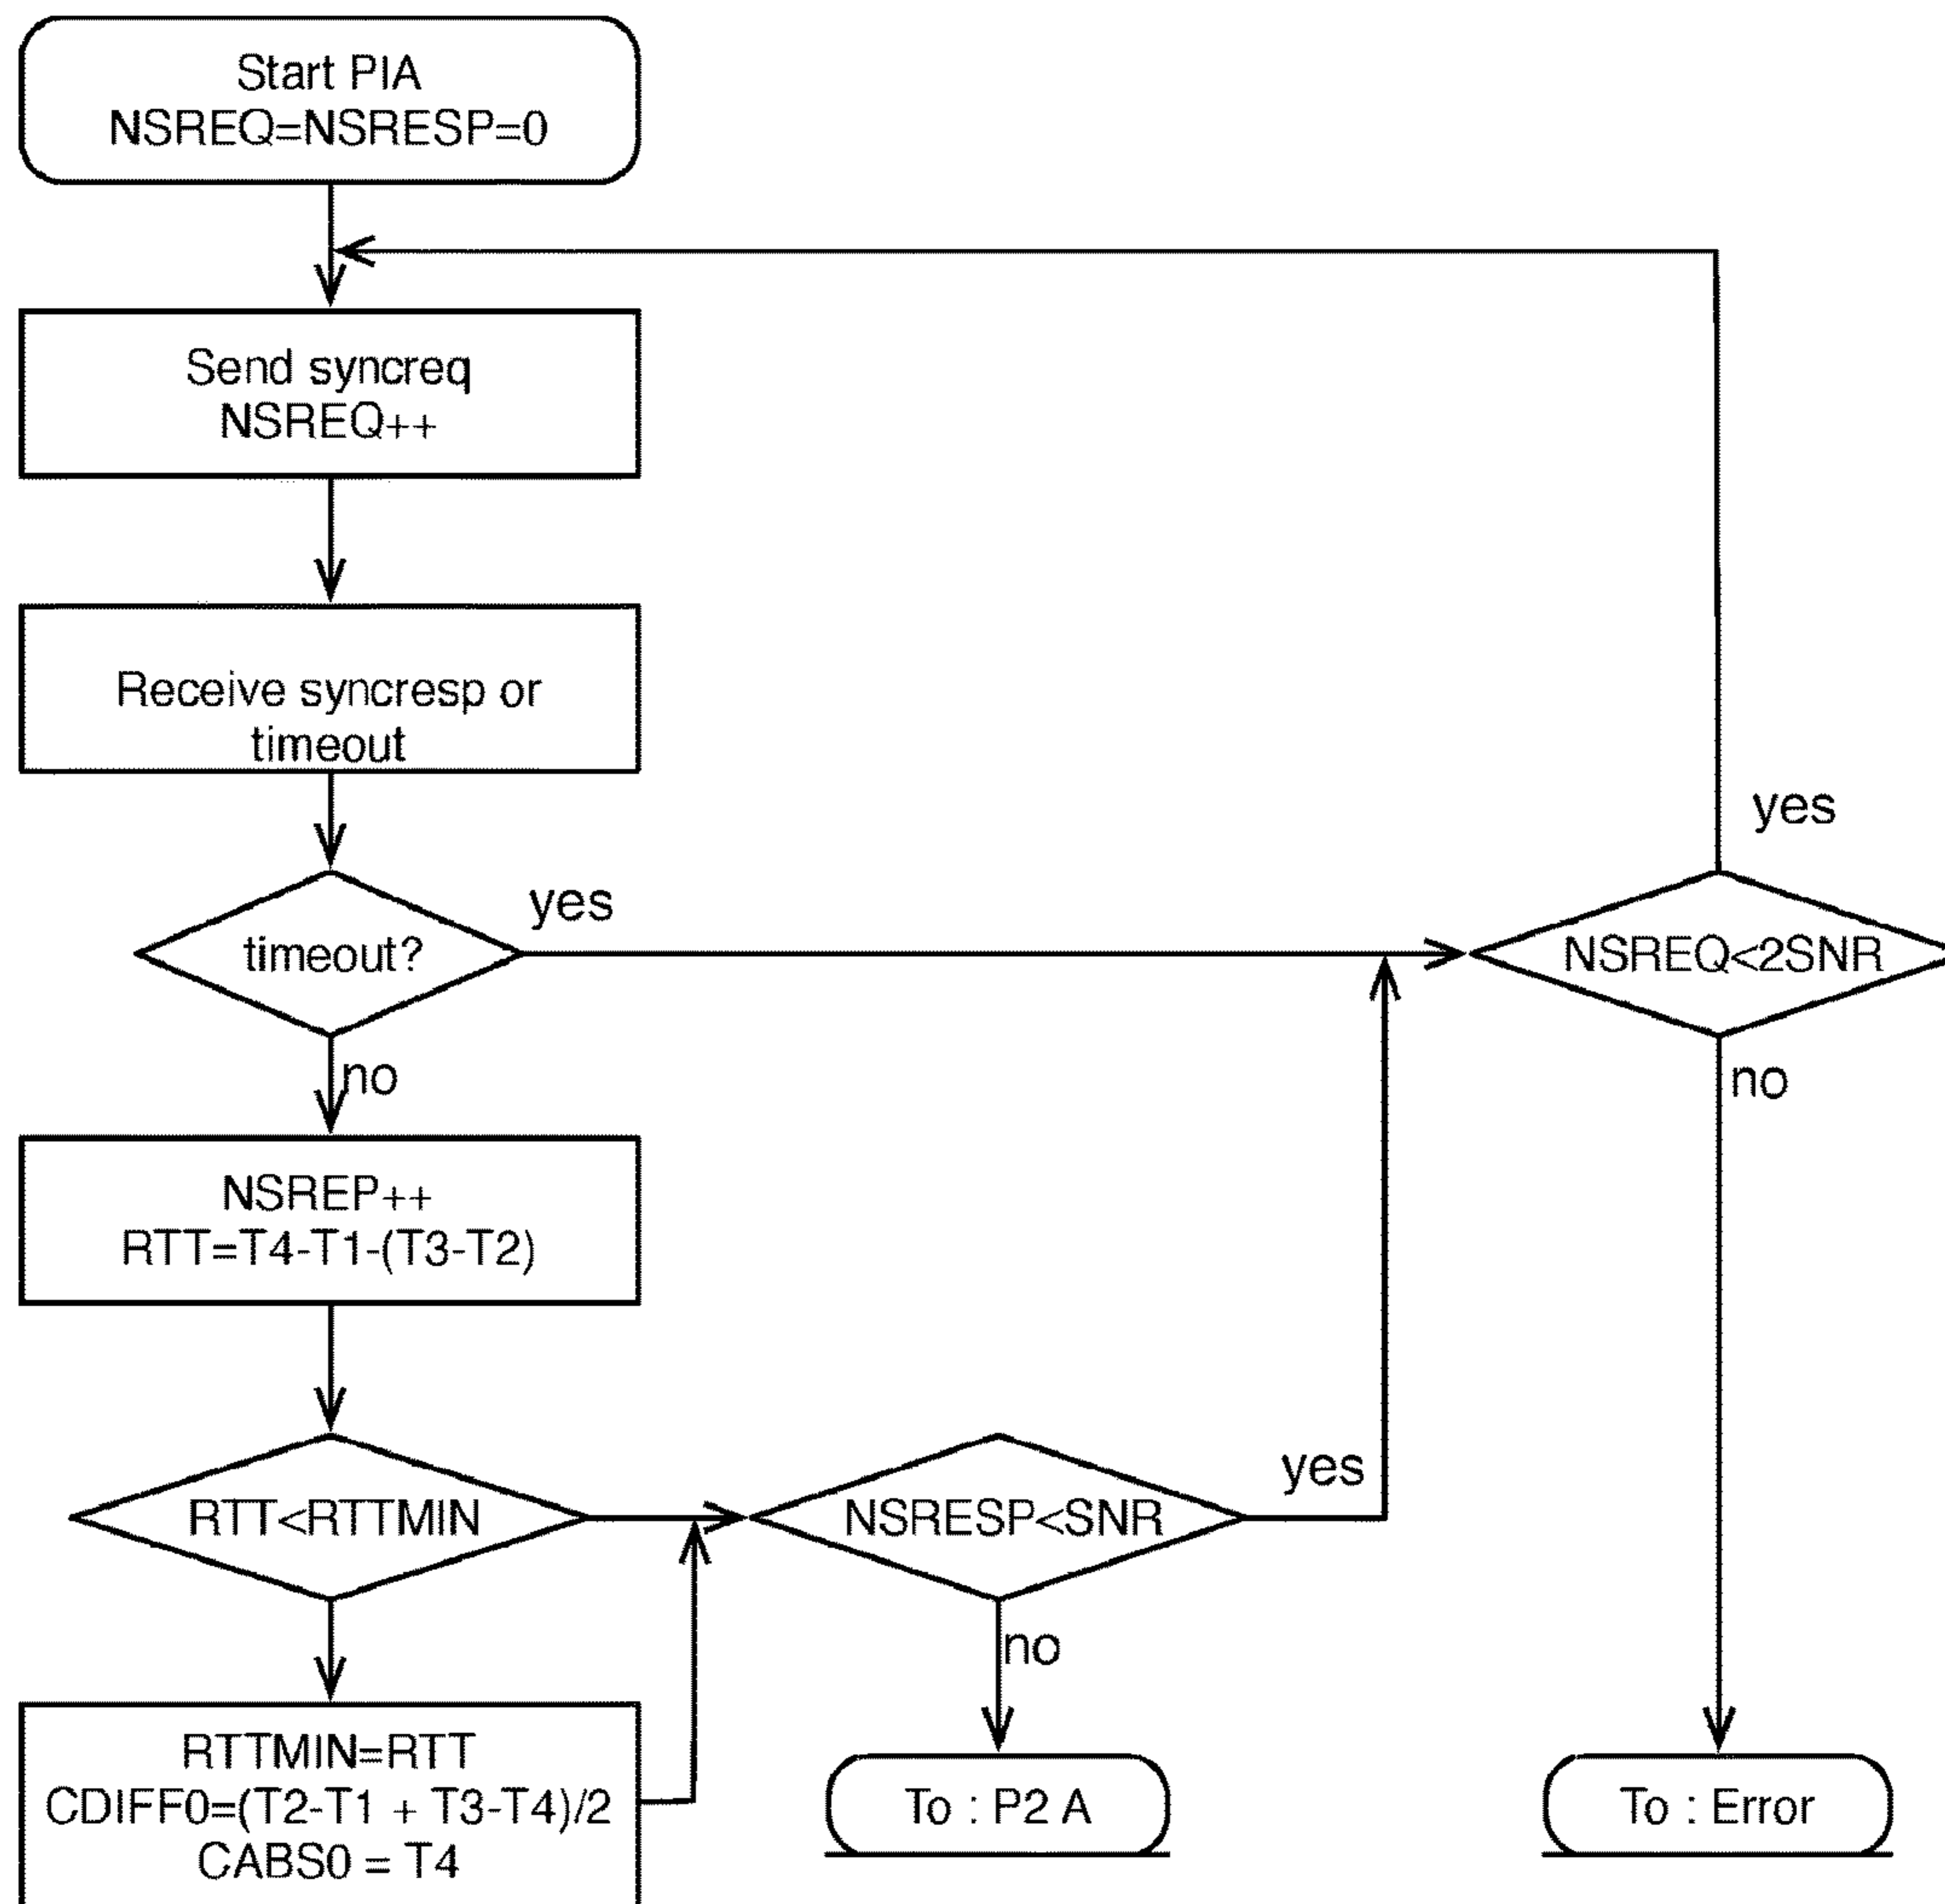 Start PIA
NSREQ=NSRESP=0
Send syncreq
NSREQ++
Receive syncresp or
timeout
yes
timeout?
yes
NSREQ<2SNR
no
no
NSREP++
RTT=T4-T1-(T3-T2)
RTT<RTTMIN
NSRESP<SNR
yes
no
RTTMIN=RTT
CDIFF0=(T2-T1 + T3-T4)/2
CABS0 = T4
To : P2 A
To : Error